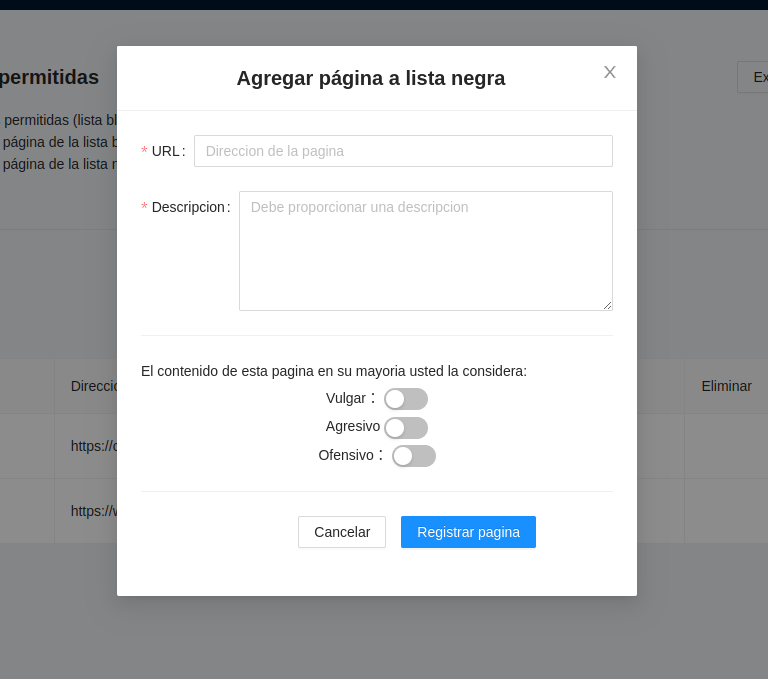 Agregar página a lista negra
permitidas
Ex
permitidas (lista bl
página de la lista b
página de la lista n
* URL:
Direccion de la pagina
* Descripcion:
Debe proporcionar una descripcion
El contenido de esta pagina en su mayoria usted la considera:
Direcció
Eliminar
Vulgar :
Agresivo
https://
Ofensivo :
https://
Cancelar
Registrar pagina